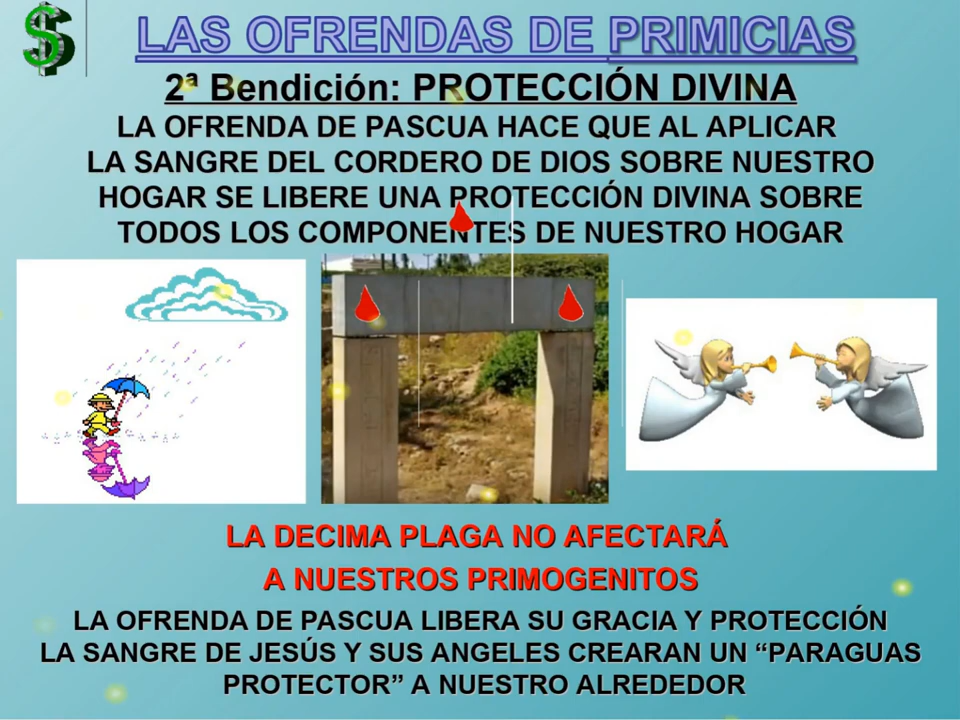 LAS OFRENDAS DE PRIMICIAS
2ª Bendición: PROTECCIÓN DIVINA
LA OFRENDA DE PASCUA HACE QUE AL APLICAR
LA SANGRE DEL CORDERO DE DIOS SOBRE NUESTRO
HOGAR SE LIBERE UNA PROTECCIÓN DIVINA SOBRE
TODOS LOS COMPONENTES DE NUESTRO HOGAR
LA DECIMA PLAGA NO AFECTARÁ
A NUESTROS PRIMOGENITOS
LA OFRENDA DE PASCUA LIBERA SU GRACIA Y PROTECCIÓN
LA SANGRE DE JESÚS Y SUS ANGELES CREARAN UN “PARAGUAS
PROTECTOR” A NUESTRO ALREDEDOR